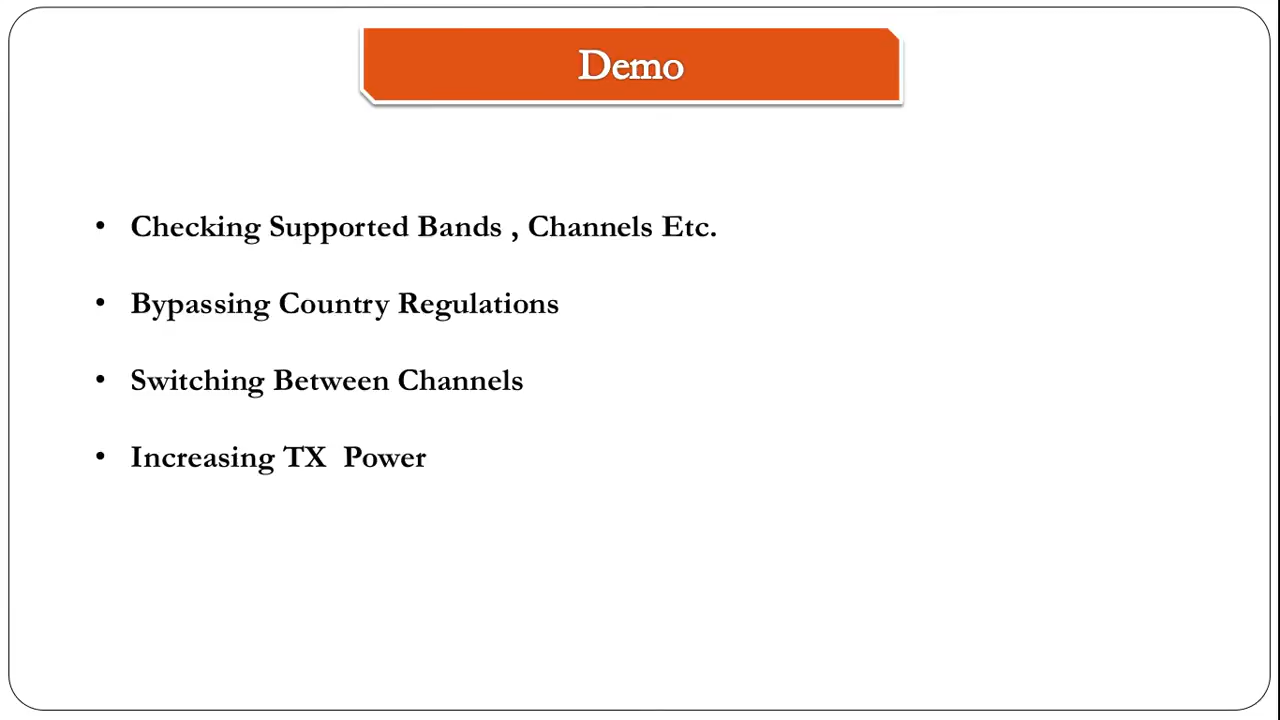 Demo
• Checking Supported Bands , Channels Etc.
• Bypassing Country Regulations
• Switching Between Channels
• Increasing TX  Power